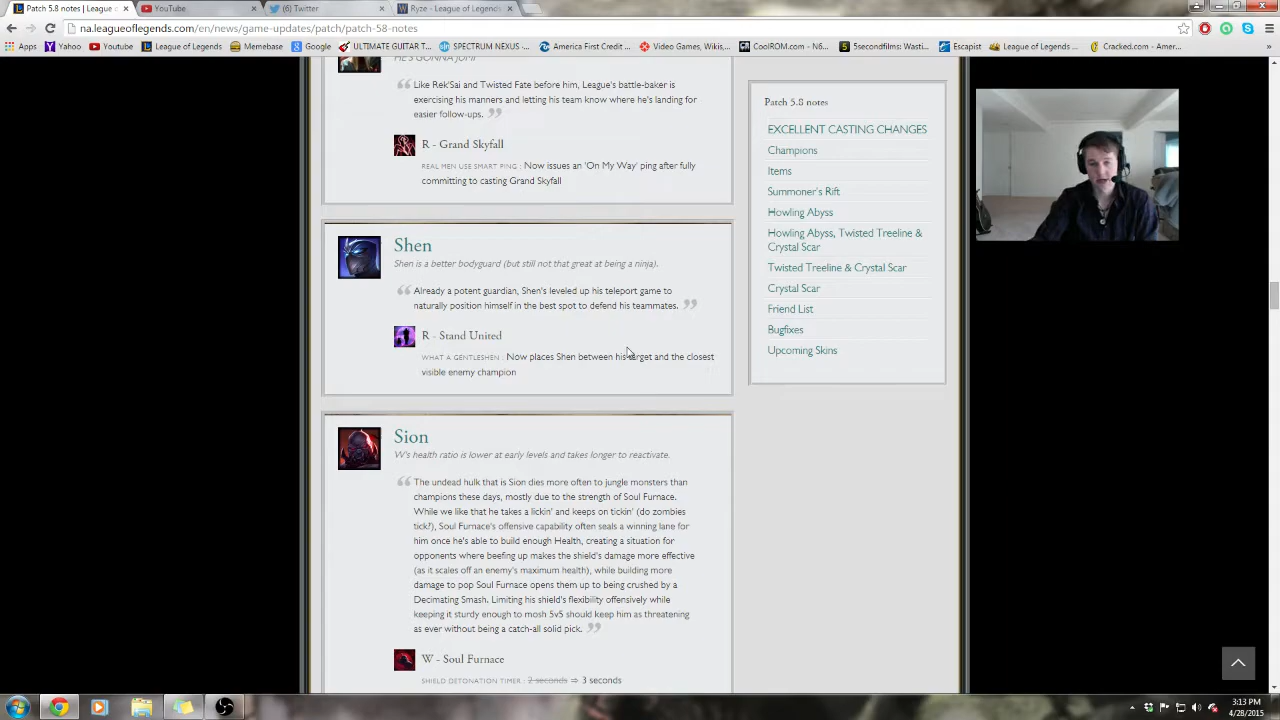 Patch 5.8 notes | League o
YouTube
(6) Twitter
Ryze - League of Legends
na.leagueoflegends.com/en/news/game-updates/patch/patch-58-notes
Apps
Yahoo
Youtube
League of Legends
Memebase
Google
ULTIMATE GUITAR T...
SPECTRUM NEXUS -...
America First Credit ...
Video Games, Wikis,...
CoolROM.com - N6...
5secondfilms: Wasti...
Escapist
League of Legends ...
Cracked.com - Amer...
HE'S GONNA JUMP!
Like Rek'Sai and Twisted Fate before him, League's battle-baker is
exercising his manners and letting his team know where he's landing for
easier follow-ups.
R - Grand Skyfall
REAL MEN USE SMART PING : Now issues an 'On My Way' ping after fully
committing to casting Grand Skyfall
Shen
Shen is a better bodyguard (but still not that great at being a ninja).
Already a potent guardian, Shen's leveled up his teleport game to
naturally position himself in the best spot to defend his teammates.
R - Stand United
WHAT A GENTLESHEN : Now places Shen between his target and the closest
visible enemy champion
Sion
W's health ratio is lower at early levels and takes longer to reactivate.
The undead hulk that is Sion dies more often to jungle monsters than
champions these days, mostly due to the strength of Soul Furnace.
While we like that he takes a lickin' and keeps on tickin' (do zombies
tick?), Soul Furnace's offensive capability often seals a winning lane for
him once he's able to build enough Health, creating a situation for
opponents where beefing up makes the shield's damage more effective
(as it scales off an enemy's maximum health), while building more
damage to pop Soul Furnace opens them up to being crushed by a
Decimating Smash. Limiting his shield's flexibility offensively while
keeping it sturdy enough to mosh 5v5 should keep him as threatening
as ever without being a catch-all solid pick.
W - Soul Furnace
SHIELD DETONATION TIMER : 2 seconds ⇒ 3 seconds
Patch 5.8 notes
EXCELLENT CASTING CHANGES
Champions
Items
Summoner's Rift
Howling Abyss
Howling Abyss, Twisted Treeline &
Crystal Scar
Twisted Treeline & Crystal Scar
Crystal Scar
Friend List
Bugfixes
Upcoming Skins
3:13 PM
4/28/2015